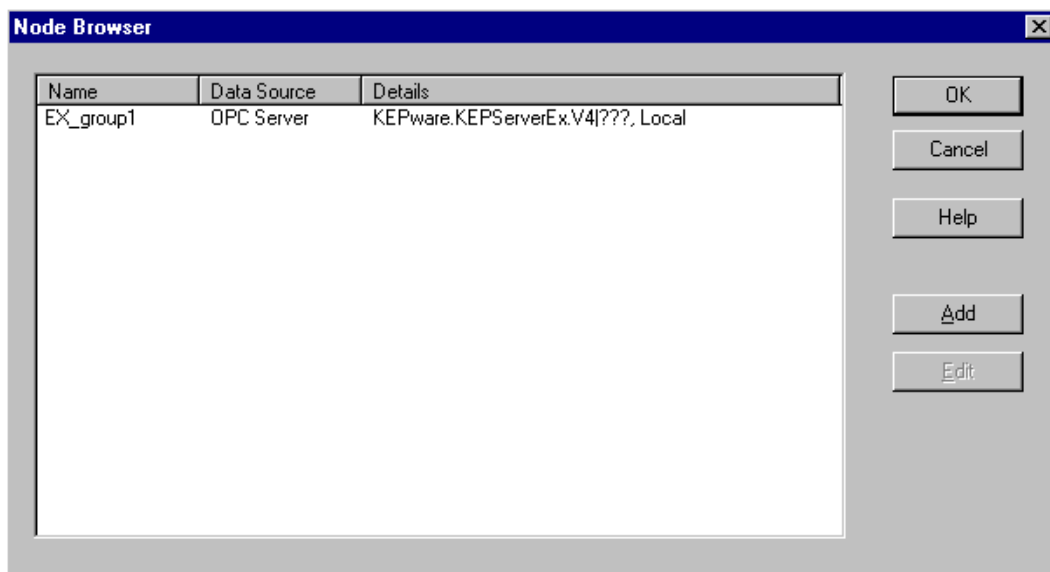 Node Browser
Name Data Source Details
EX_group1 OPC Server KEPware.KEPServerEx.V4|???, Local
OK
Cancel
Help
Add
Edit